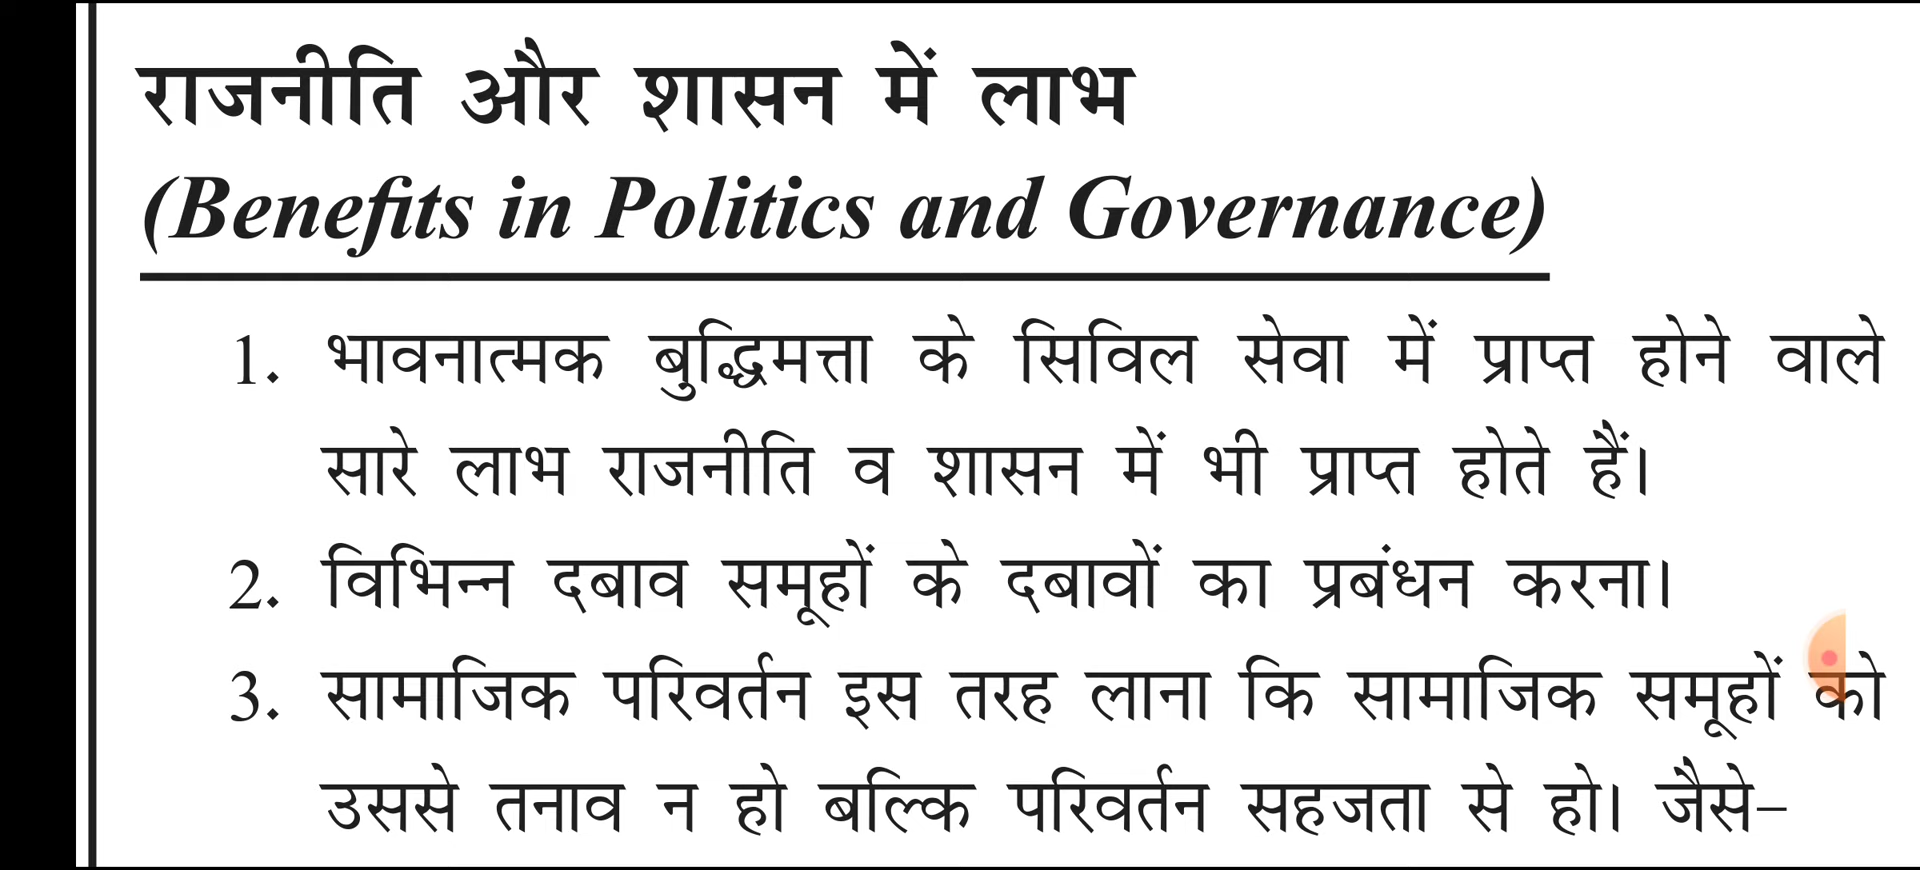 राजनीति और शासन में लाभ
(Benefits in Politics and Governance)
1. भावनात्मक बुद्धिमत्ता के सिविल सेवा में प्राप्त होने वाले
सारे लाभ राजनीति व शासन में भी प्राप्त होते हैं।
2. विभिन्न दबाव समूहों के दबावों का प्रबंधन करना।
3. सामाजिक परिवर्तन इस तरह लाना कि सामाजिक समूहों को
उससे तनाव न हो बल्कि परिवर्तन सहजता से हो। जैसे–